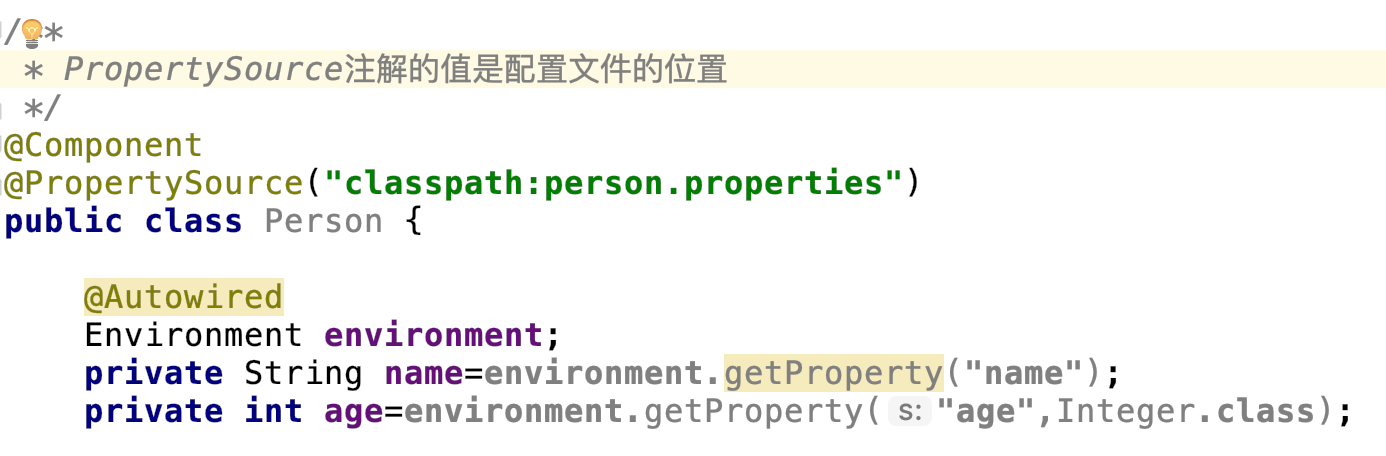 /**
* PropertySource注解的值是配置文件的位置
*/
@Component
@PropertySource("classpath:person.properties")
public class Person {
@Autowired
Environment environment;
private String name=environment.getProperty("name");
private int age=environment.getProperty( s: "age",Integer.class);